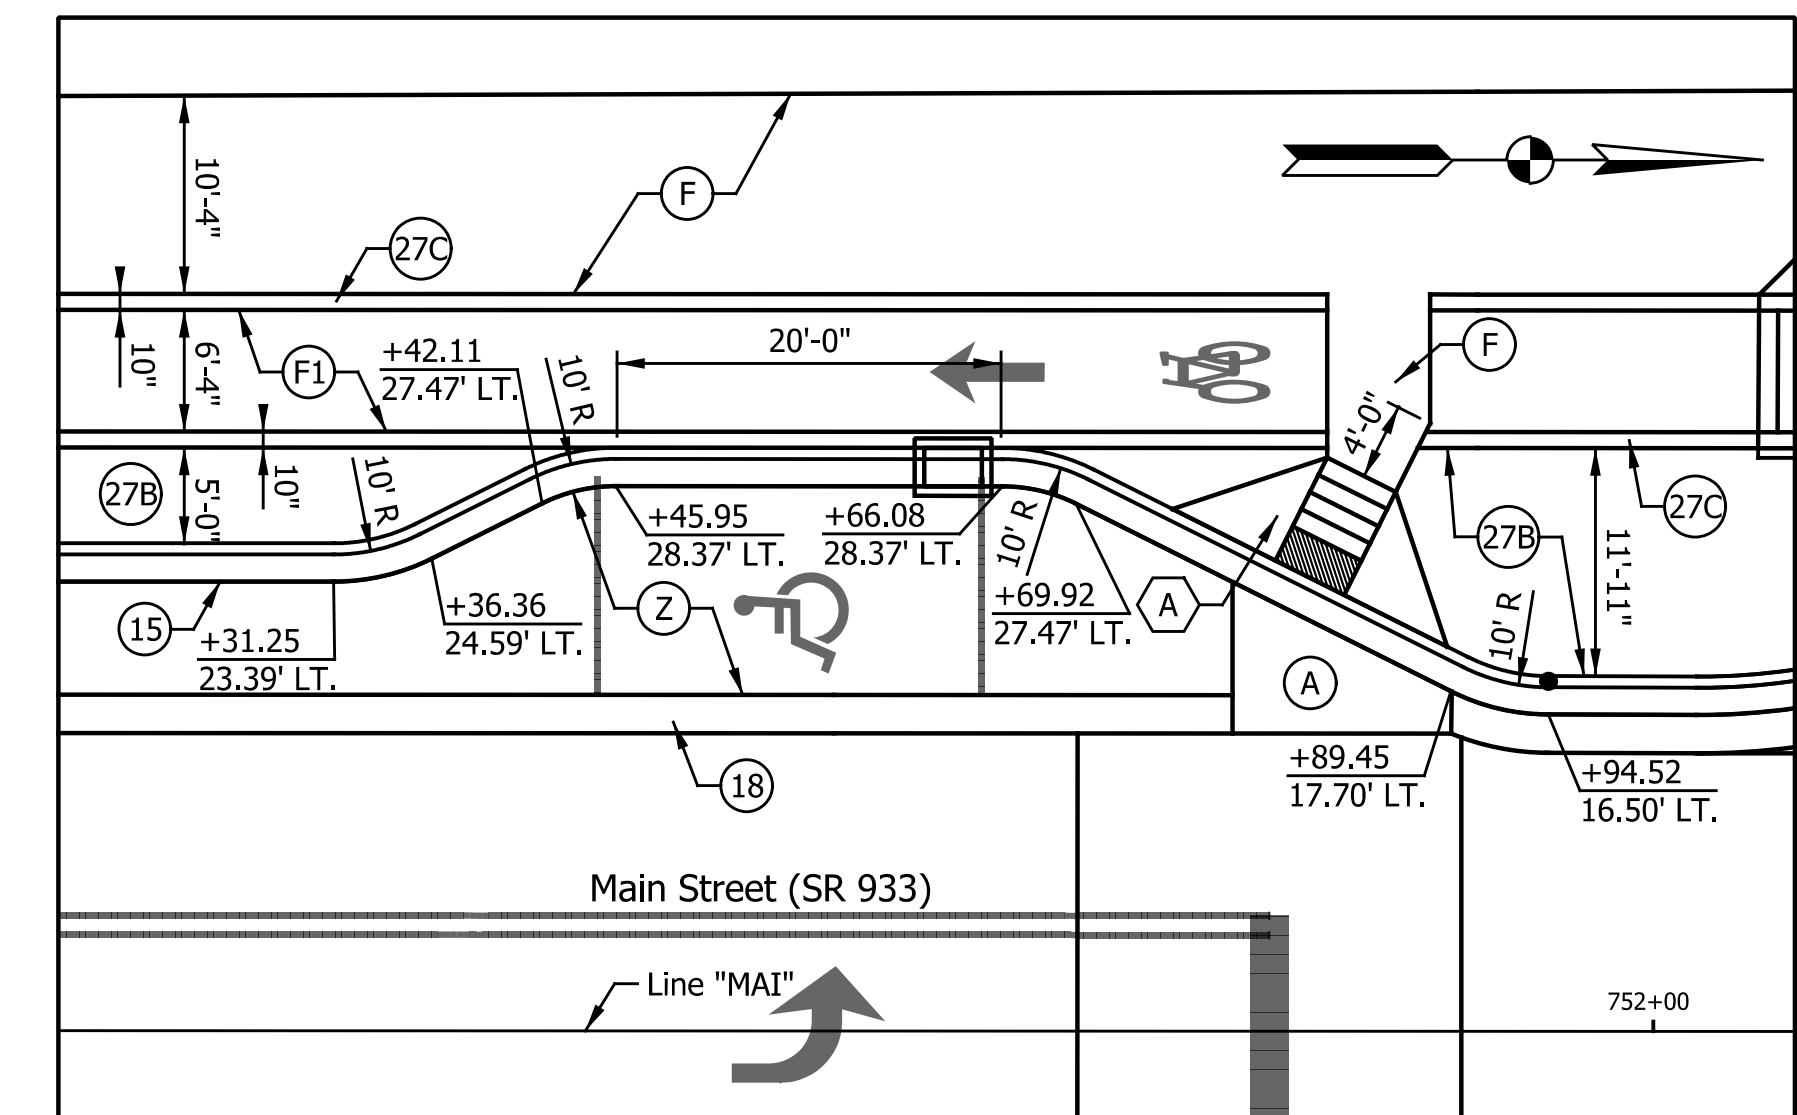 F
10'-4"
27C
10"
6'-4"
F1
+42.11
27.47' LT.
10' R
20'-0"
F
4'-0"
27B
5'-0"
10"
10' R
+45.95
28.37' LT.
+66.08
28.37' LT.
10' R
27B
27C
11'-11"
15
+31.25
23.39' LT.
+36.36
24.59' LT.
Z
+69.92
27.47' LT.
A
10' R
A
18
+89.45
17.70' LT.
+94.52
16.50' LT.
Main Street (SR 933)
Line "MAI"
752+00